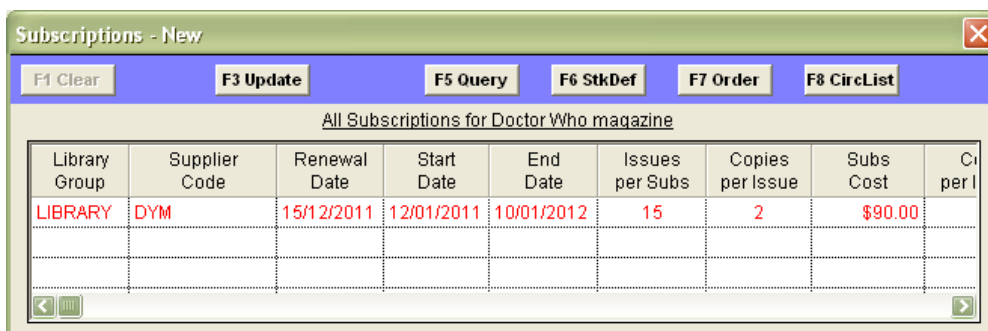 Subscriptions - New
F1 Clear F3 Update F5 Query F6 StkDef F7 Order F8 CircList
All Subscriptions for Doctor Who magazine
Library Supplier Renewal Start End Issues Copies Subs
Group Code Date Date Date per Subs per Issue Cost
LIBRARY DYM 15/12/2011 12/01/2011 10/01/2012 15 2 $90.00